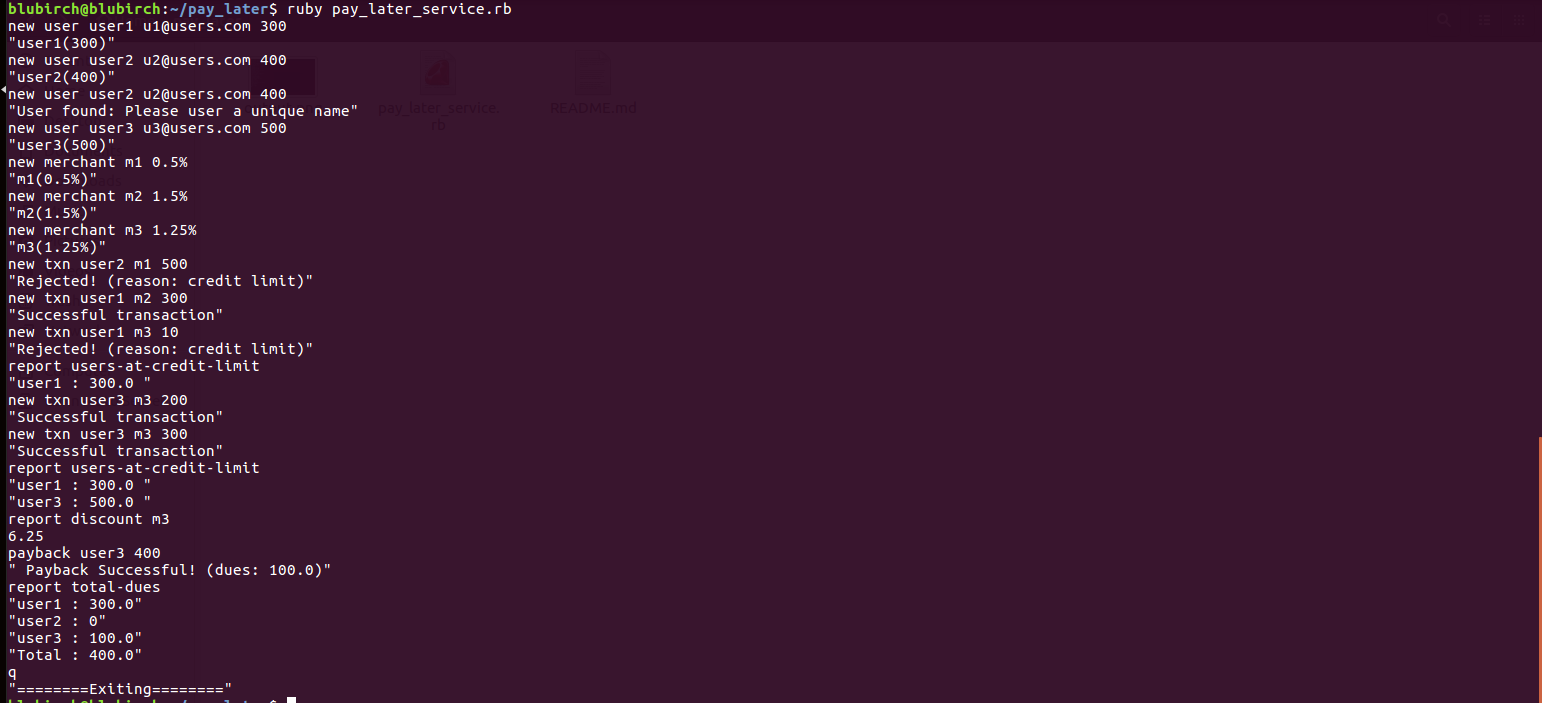 blubirch@blubirch:~/pay_later$ ruby pay_later_service.rb
new user user1 u1@users.com 300
"user1(300)"
new user user2 u2@users.com 400
"user2(400)"
new user user2 u2@users.com 400
"User found: Please user a unique name"
new user user3 u3@users.com 500
"user3(500)"
new merchant m1 0.5%
"m1(0.5%)"
new merchant m2 1.5%
"m2(1.5%)"
new merchant m3 1.25%
"m3(1.25%)"
new txn user2 m1 500
"Rejected! (reason: credit limit)"
new txn user1 m2 300
"Successful transaction"
new txn user1 m3 10
"Rejected! (reason: credit limit)"
report users-at-credit-limit
"user1 : 300.0 "
new txn user3 m3 200
"Successful transaction"
new txn user3 m3 300
"Successful transaction"
report users-at-credit-limit
"user1 : 300.0 "
"user3 : 500.0 "
report discount m3
6.25
payback user3 400
" Payback Successful! (dues: 100.0)"
report total-dues
"user1 : 300.0"
"user2 : 0"
"user3 : 100.0"
"Total : 400.0"
q
"========Exiting========"
blubirch@blubirch:~/pay_later$
pay_later_service.
rb
README.md